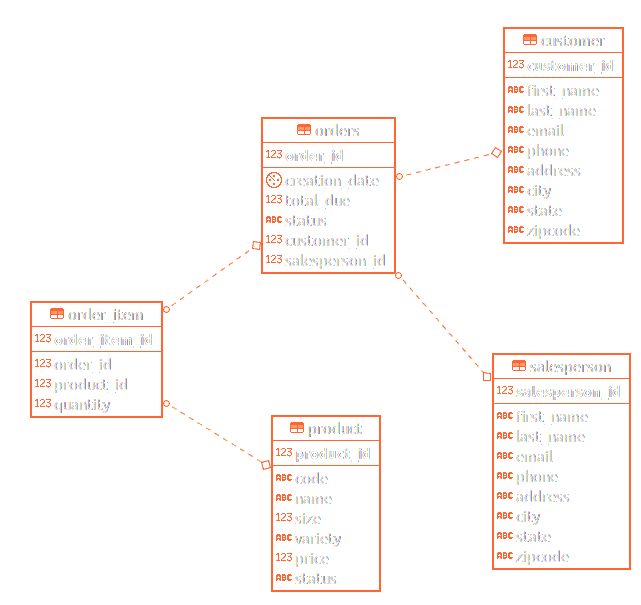 customer
123 customer_id
ABC first_name
ABC last_name
ABC email
ABC phone
ABC address
ABC city
ABC state
ABC zipcode
orders
123 order_id
creation_date
123 total_due
ABC status
123 customer_id
123 salesperson_id
order_item
123 order_item_id
123 order_id
123 product_id
123 quantity
salesperson
123 salesperson_id
ABC first_name
ABC last_name
ABC email
ABC phone
ABC address
ABC city
ABC state
ABC zipcode
product
123 product_id
ABC code
ABC name
123 size
ABC variety
123 price
ABC status